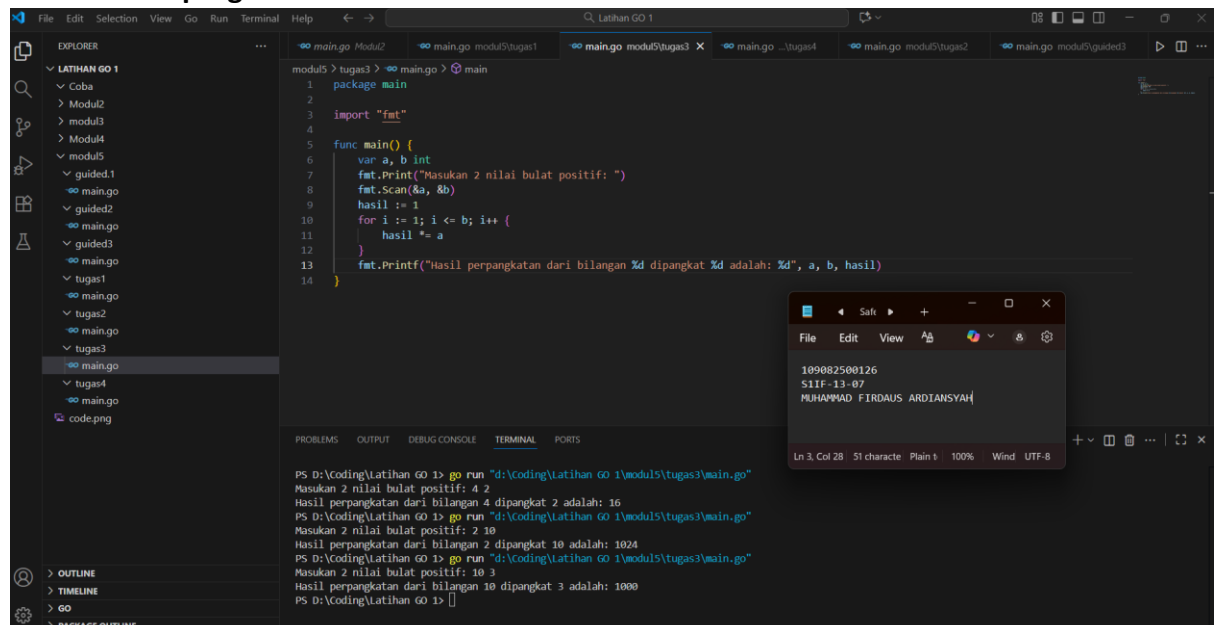 File Edit Selection View Go Run Terminal Help
Latihan GO 1
EXPLORER
LATIHAN GO 1
Coba
Modul2
modul3
Modul4
modul5
guided.1
main.go
guided2
main.go
guided3
main.go
tugas1
main.go
tugas2
main.go
tugas3
main.go
tugas4
main.go
code.png
OUTLINE
TIMELINE
GO
PACKAGE OUTLINE
main.go Modul2 main.go modul5\tugas1 main.go modul5\tugas3 main.go ...\tugas4 main.go modul5\tugas2 main.go modul5\guided3
modul5 > tugas3 > main.go > main
1 package main
2
3 import "fmt"
4
5 func main() {
6 var a, b int
7 fmt.Print("Masukan 2 nilai bulat positif: ")
8 fmt.Scan(&a, &b)
9 hasil := 1
10 for i := 1; i <= b; i++ {
11 hasil *= a
12 }
13 fmt.Printf("Hasil perpangkatan dari bilangan %d dipangkat %d adalah: %d", a, b, hasil)
14 }
Safe
File Edit View
109082500126
S1IF-13-07
MUHAMMAD FIRDAUS ARDIANSYAH
Ln 3, Col 28 51 characte Plain t 100% Wind UTF-8
PROBLEMS OUTPUT DEBUG CONSOLE TERMINAL PORTS
PS D:\Coding\Latihan GO 1> go run "d:\Coding\Latihan GO 1\modul5\tugas3\main.go"
Masukan 2 nilai bulat positif: 4 2
Hasil perpangkatan dari bilangan 4 dipangkat 2 adalah: 16
PS D:\Coding\Latihan GO 1> go run "d:\Coding\Latihan GO 1\modul5\tugas3\main.go"
Masukan 2 nilai bulat positif: 2 10
Hasil perpangkatan dari bilangan 2 dipangkat 10 adalah: 1024
PS D:\Coding\Latihan GO 1> go run "d:\Coding\Latihan GO 1\modul5\tugas3\main.go"
Masukan 2 nilai bulat positif: 10 3
Hasil perpangkatan dari bilangan 10 dipangkat 3 adalah: 1000
PS D:\Coding\Latihan GO 1>